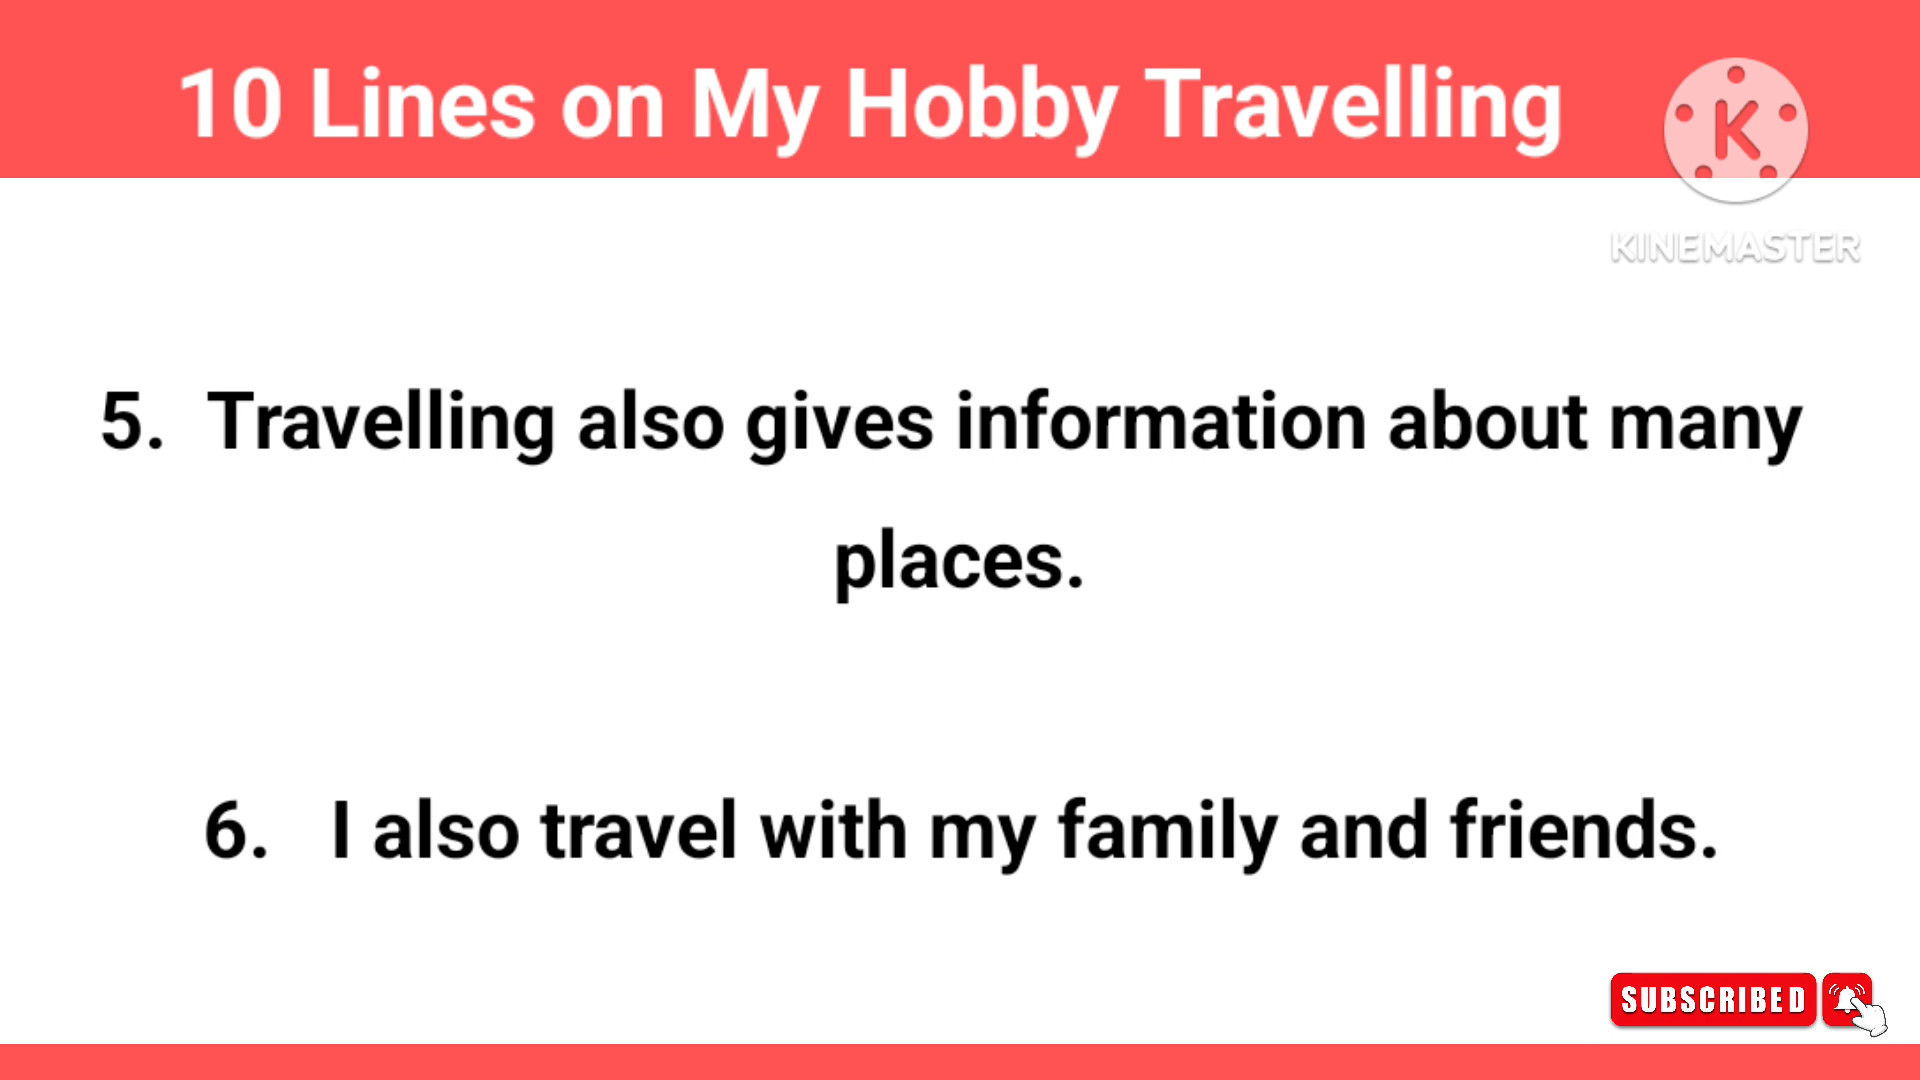 10 Lines on My Hobby Travelling
K
KINEMASTER
5. Travelling also gives information about many
places.
6. I also travel with my family and friends.
SUBSCRIBED